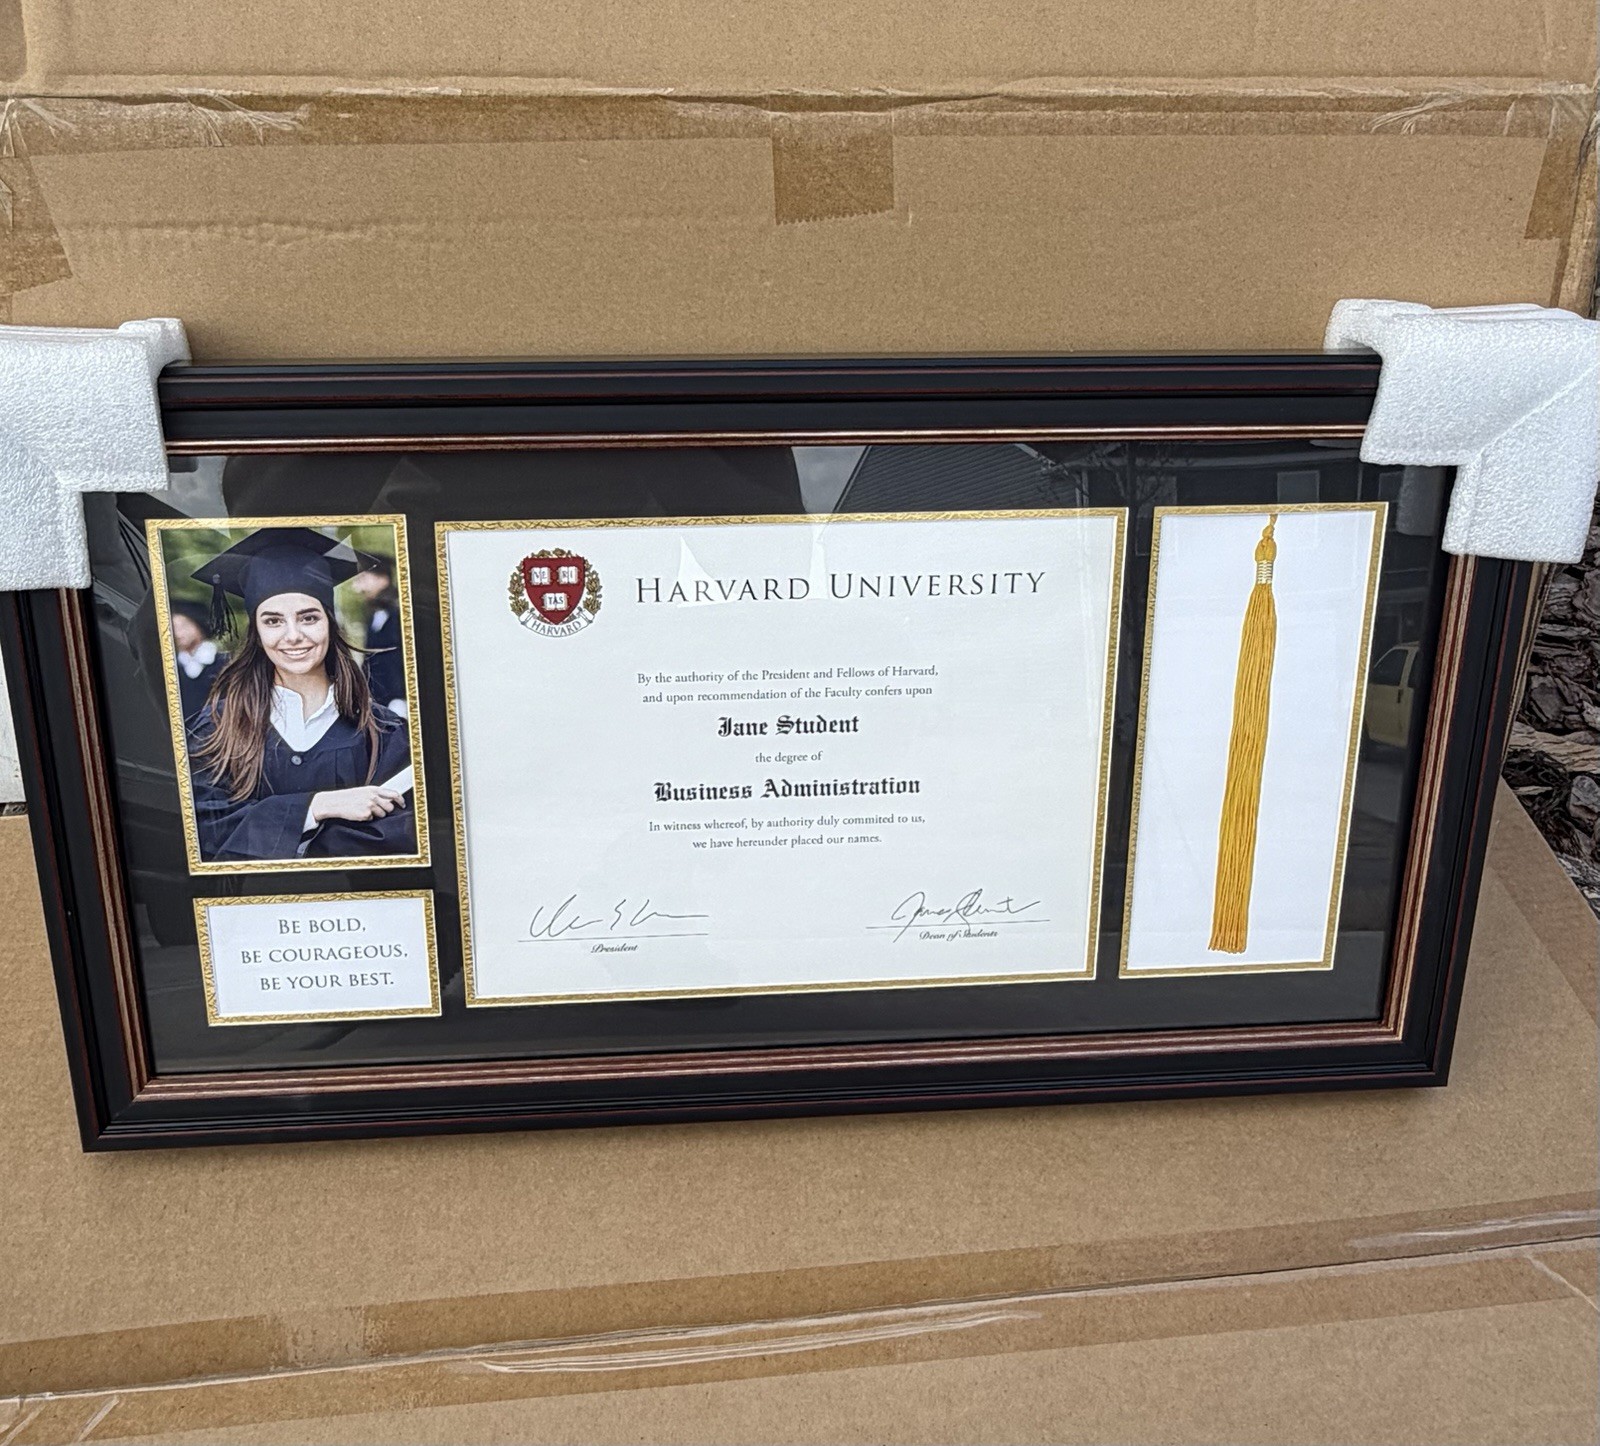 VE RI
TAS
HARVARD
HARVARD UNIVERSITY
By the authority of the President and Fellows of Harvard,
and upon recommendation of the Faculty confers upon
Jane Student
the degree of
Business Administration
In witness whereof, by authority duly commited to us,
we have hereunder placed our names.
President
Dean of Students
BE BOLD,
BE COURAGEOUS,
BE YOUR BEST.